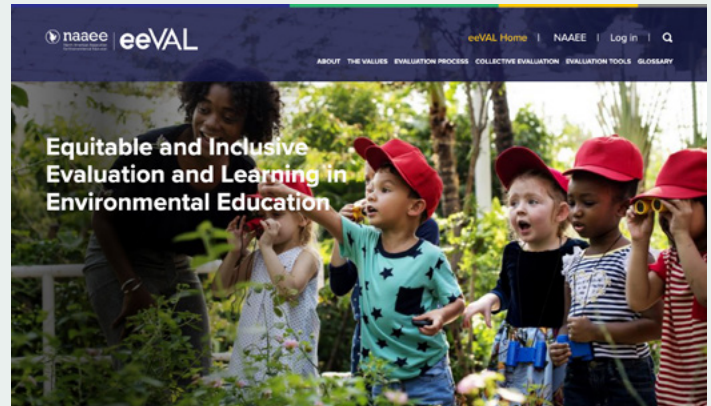 naaee
eeVAL
eeVAL Home | NAAEE | Log in |
ABOUT THE VALUES EVALUATION PROCESS COLLECTIVE EVALUATION EVALUATION TOOLS GLOSSARY
Equitable and Inclusive
Evaluation and Learning in
Environmental Education